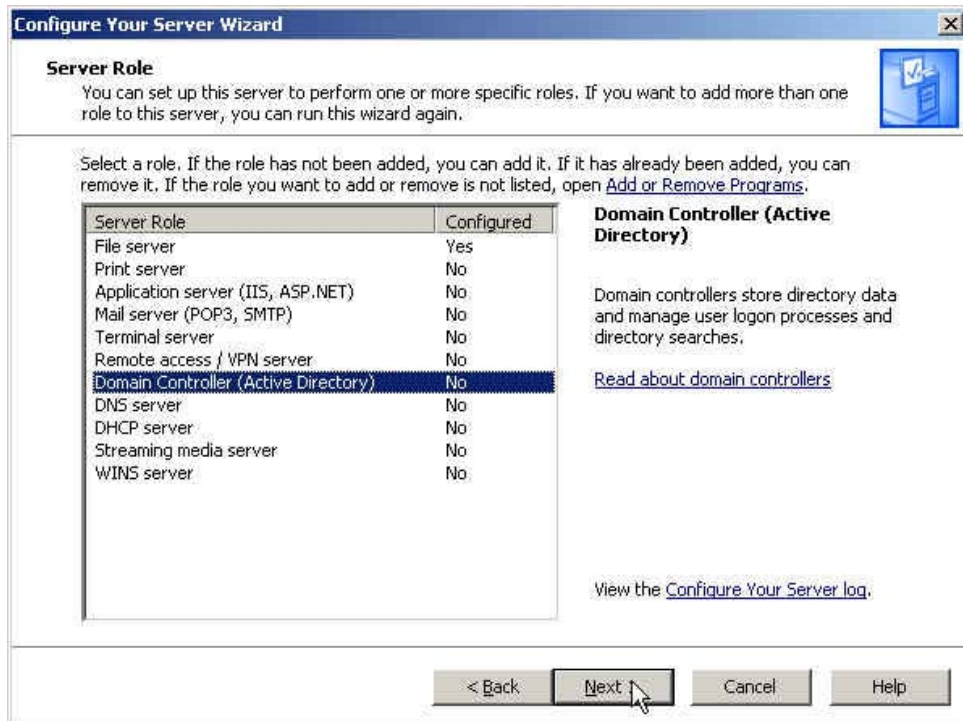 Configure Your Server Wizard
Server Role
You can set up this server to perform one or more specific roles. If you want to add more than one
role to this server, you can run this wizard again.
Select a role. If the role has not been added, you can add it. If it has already been added, you can
remove it. If the role you want to add or remove is not listed, open Add or Remove Programs.
Server Role Configured
File server Yes
Print server No
Application server (IIS, ASP.NET) No
Mail server (POP3, SMTP) No
Terminal server No
Remote access / VPN server No
Domain Controller (Active Directory) No
DNS server No
DHCP server No
Streaming media server No
WINS server No
Domain Controller (Active
Directory)
Domain controllers store directory data
and manage user logon processes and
directory searches.
Read about domain controllers
View the Configure Your Server log.
< Back Next > Cancel Help